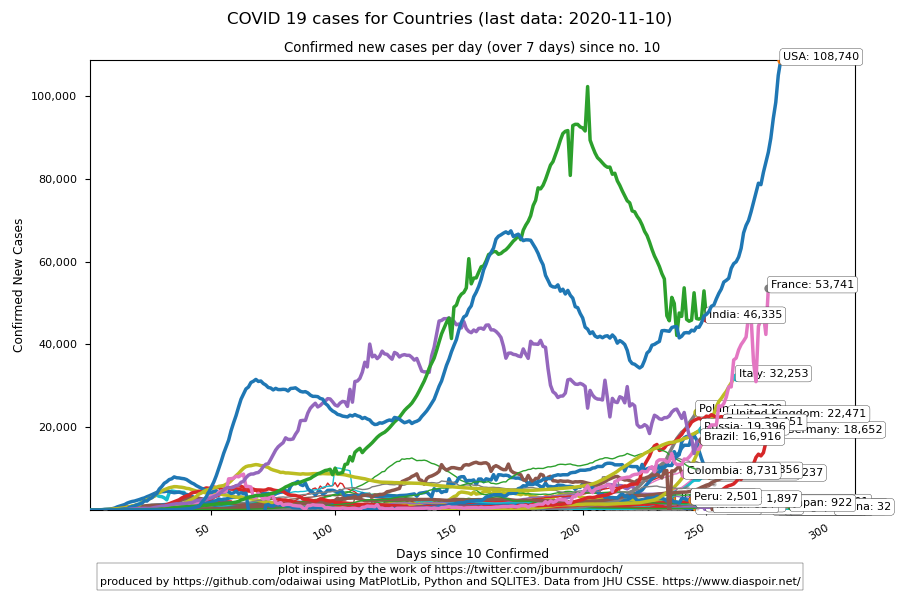 COVID 19 cases for Countries (last data: 2020-11-10)
Confirmed new cases per day (over 7 days) since no. 10
USA: 108,740
100,000
80,000
60,000
40,000
20,000
Confirmed New Cases
France: 53,741
India: 46,335
Italy: 32,253
United Kingdom: 22,471
Russia: 19,396
Germany: 18,652
Brazil: 16,916
Colombia: 8,731
Peru: 2,501
1,897
922
32
50
100
150
200
250
300
Days since 10 Confirmed
plot inspired by the work of https://twitter.com/jburnmurdoch/
produced by https://github.com/odaiwai using MatPlotLib, Python and SQLITE3. Data from JHU CSSE. https://www.diaspoir.net/